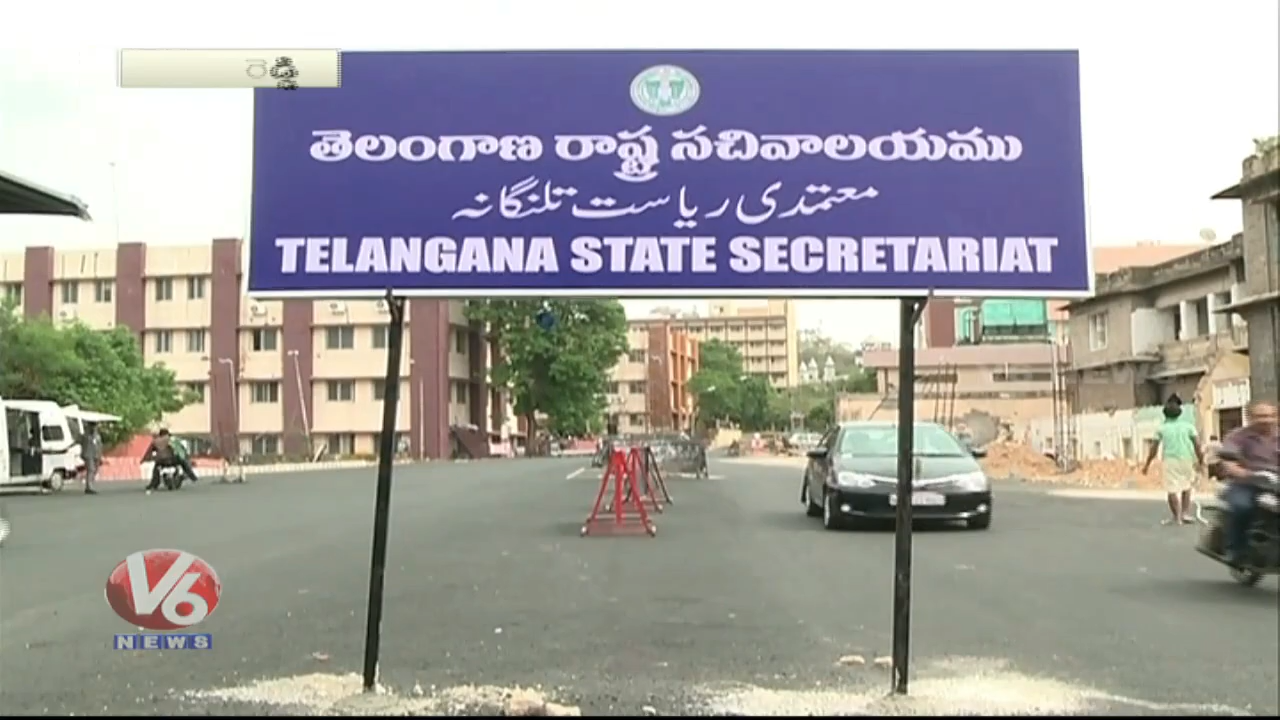 తెలంగాణ రాష్ట్ర సచివాలయము
معتمدی ریاست تلنگانہ
TELANGANA STATE SECRETARIAT
V6
NEWS